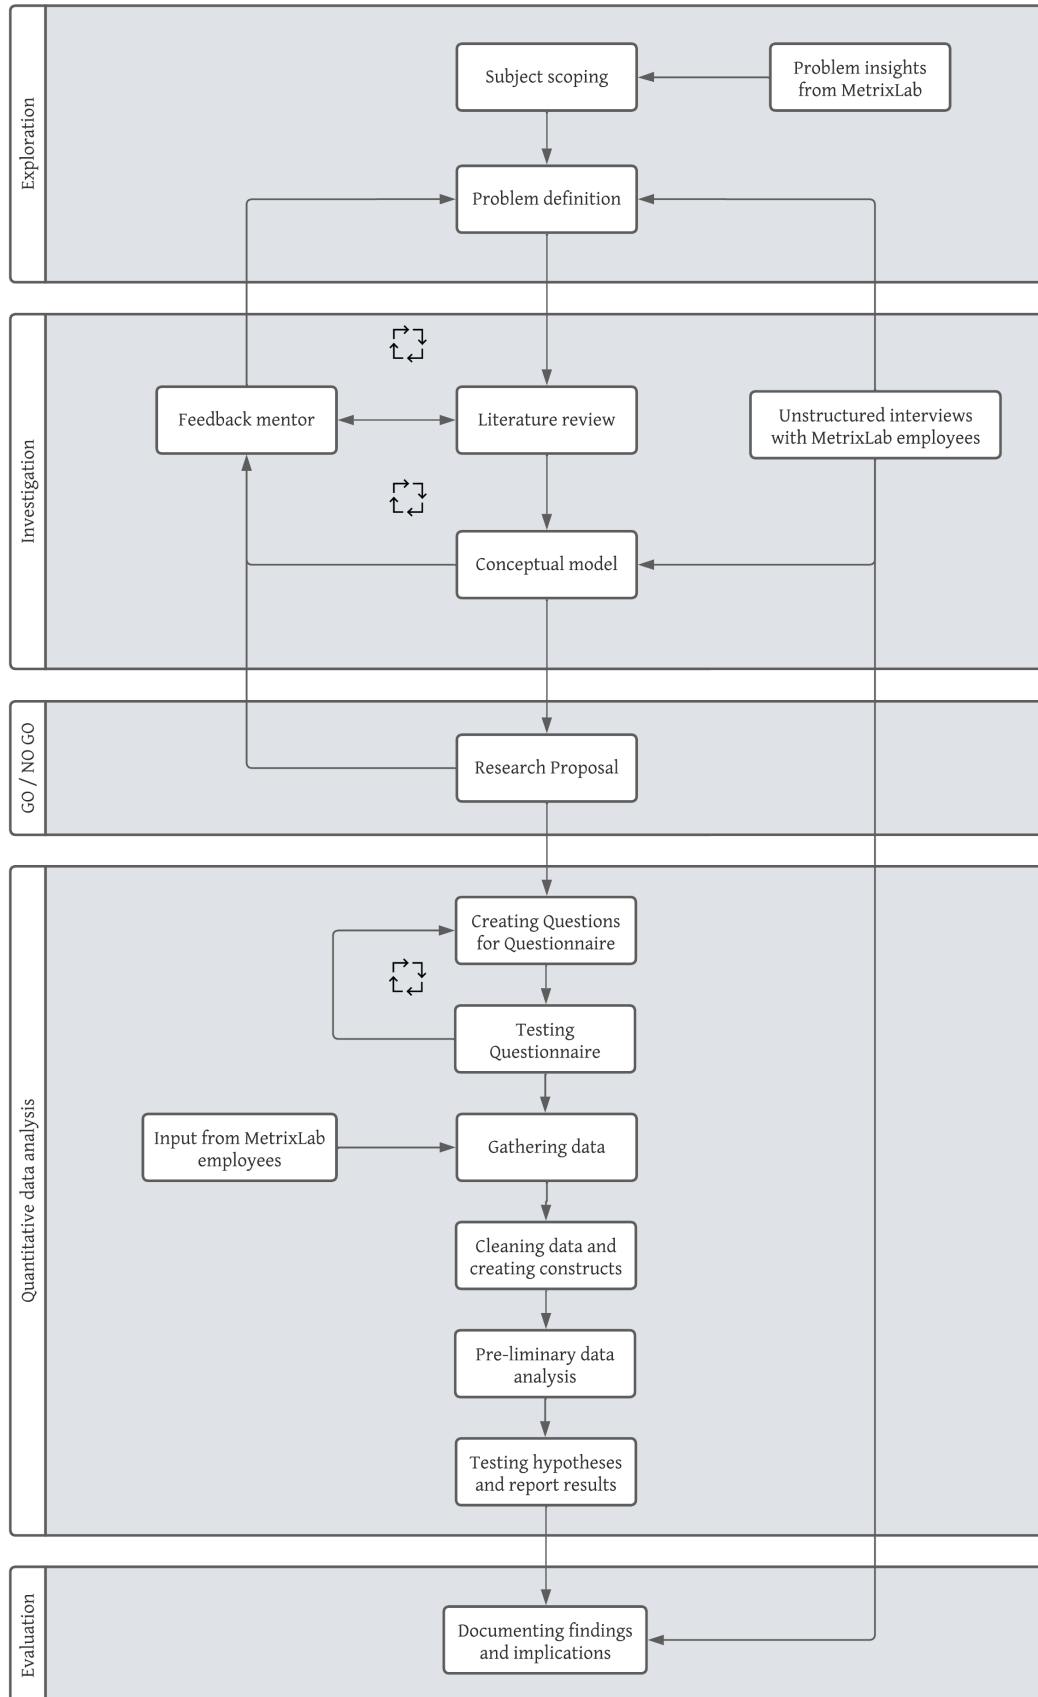 Exploration
Subject scoping
Problem insights
from MetrixLab
Problem definition
Investigation
Feedback mentor
Literature review
Unstructured interviews
with MetrixLab employees
Conceptual model
GO / NO GO
Research Proposal
Quantitative data analysis
Creating Questions
for Questionnaire
Testing
Questionnaire
Input from MetrixLab
employees
Gathering data
Cleaning data and
creating constructs
Pre-liminary data
analysis
Testing hypotheses
and report results
Evaluation
Documenting findings
and implications